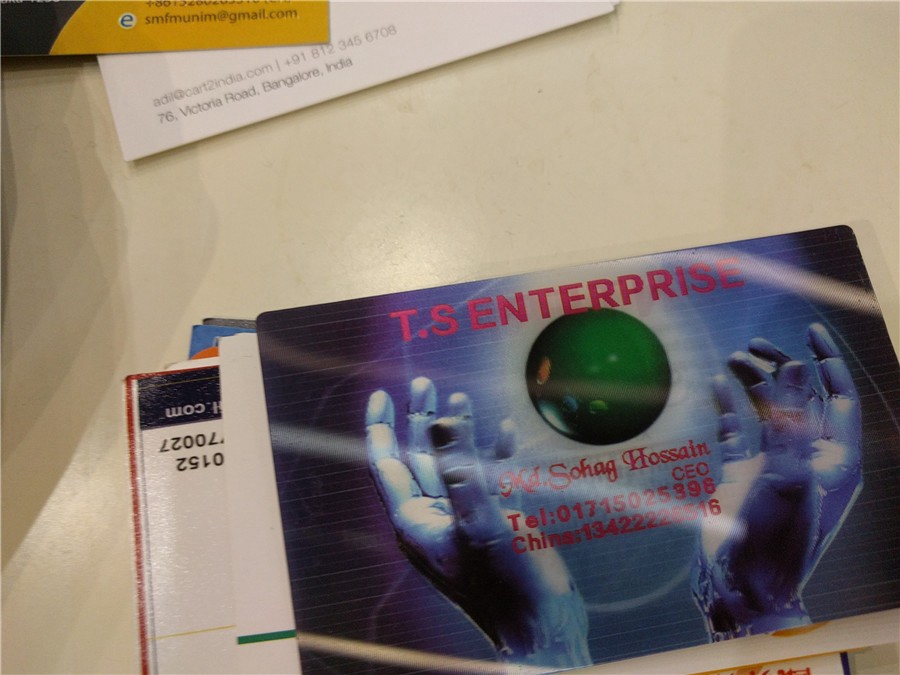 smfmunim@gmail.com
adil@cart2india.com | +91 812 345 6708
76, Victoria Road, Bangalore, India
T.S ENTERPRISE
Md.Sohag Hossain
CEO
Tel:01715025396
China:
.com
70027
0152